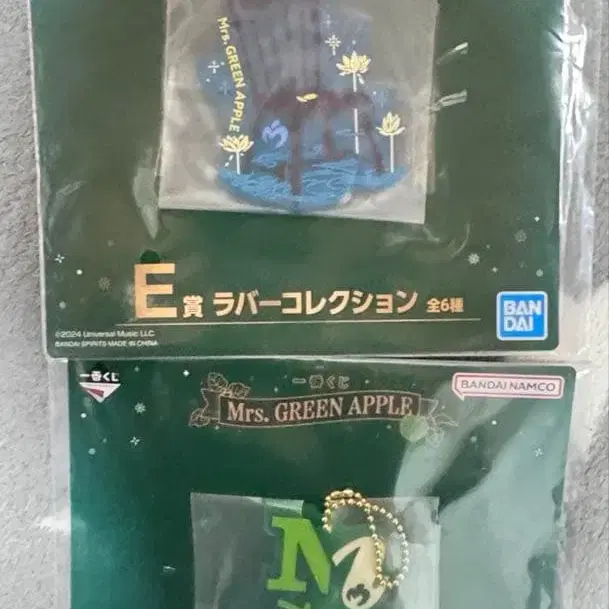 Mrs. GREEN APPLE
E賞 ラバーコレクション 全6種
©2024 Universal Music LLC
BANDAI SPIRITS MADE IN CHINA
BAN
DAI
一番くじ
一番くじ
BANDAI NAMCO
Mrs. GREEN APPLE
M